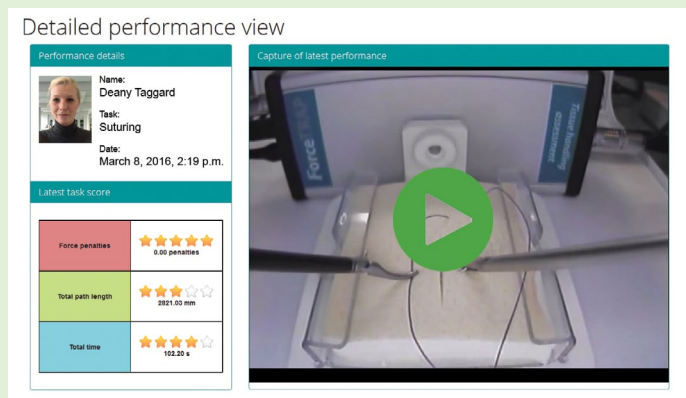 Detailed performance view
Performance details
Name:
Deany Taggard
Task:
Suturing
Date:
March 8, 2016, 2:19 p.m.
Latest task score
Force penalties
0.00 penalties
Total path length
2821.03 mm
Total time
102.20 s
Capture of latest performance
ForceTRAP
Tissue handling
assessment